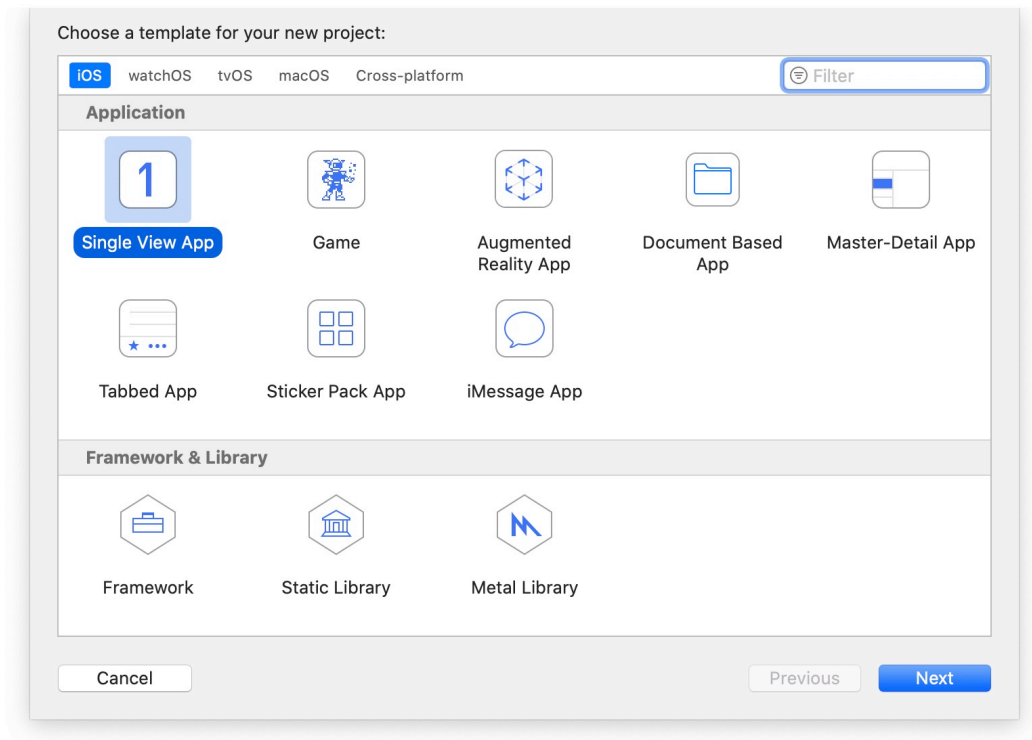 Choose a template for your new project:
iOS watchOS tvOS macOS Cross-platform Filter
Application
1
Single View App Game Augmented Reality App Document Based App Master-Detail App
Tabbed App Sticker Pack App iMessage App
Framework & Library
Framework Static Library Metal Library
Cancel Previous Next